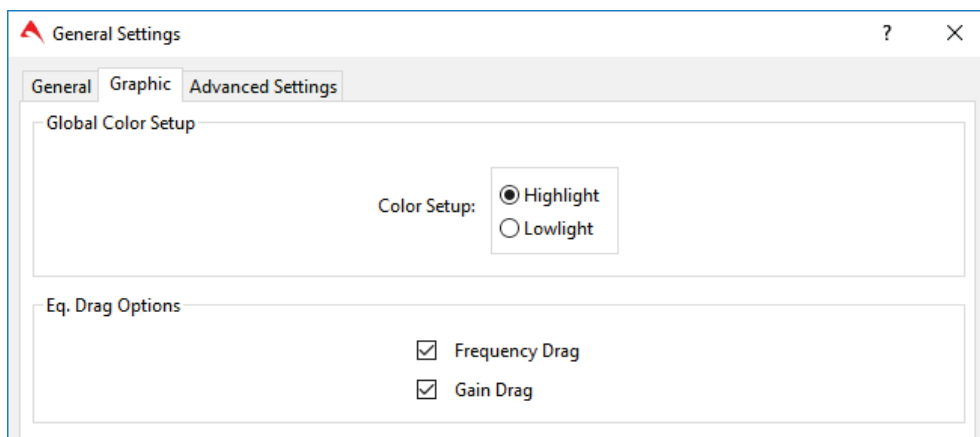 General Settings
General Graphic Advanced Settings
Global Color Setup
Color Setup:
Highlight
Lowlight
Eq. Drag Options
Frequency Drag
Gain Drag